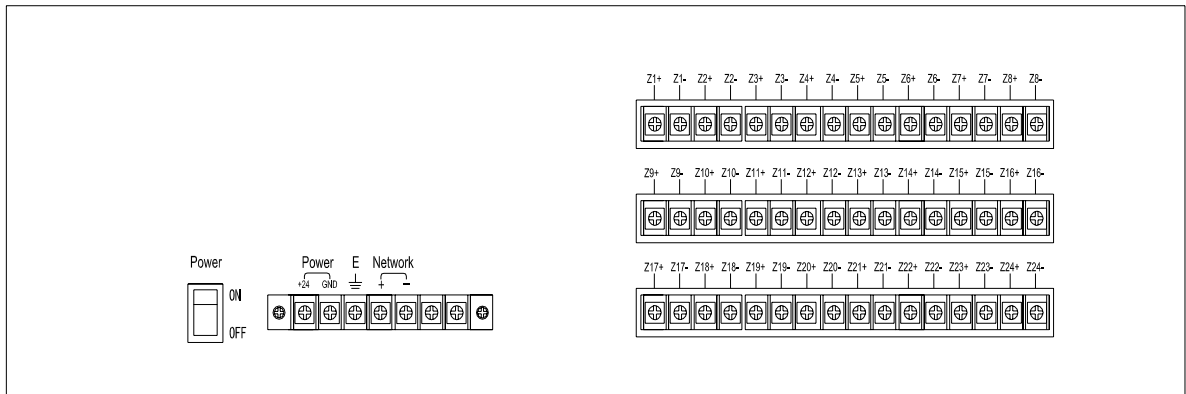 Z1+ Z1- Z2+ Z2- Z3+ Z3- Z4+ Z4- Z5+ Z5- Z6+ Z6- Z7+ Z7- Z8+ Z8-
Z9+ Z9- Z10+ Z10- Z11+ Z11- Z12+ Z12- Z13+ Z13- Z14+ Z14- Z15+ Z15- Z16+ Z16-
Z17+ Z17- Z18+ Z18- Z19+ Z19- Z20+ Z20- Z21+ Z21- Z22+ Z22- Z23+ Z23- Z24+ Z24-
Power
ON
OFF
Power E Network
+24 GND + -